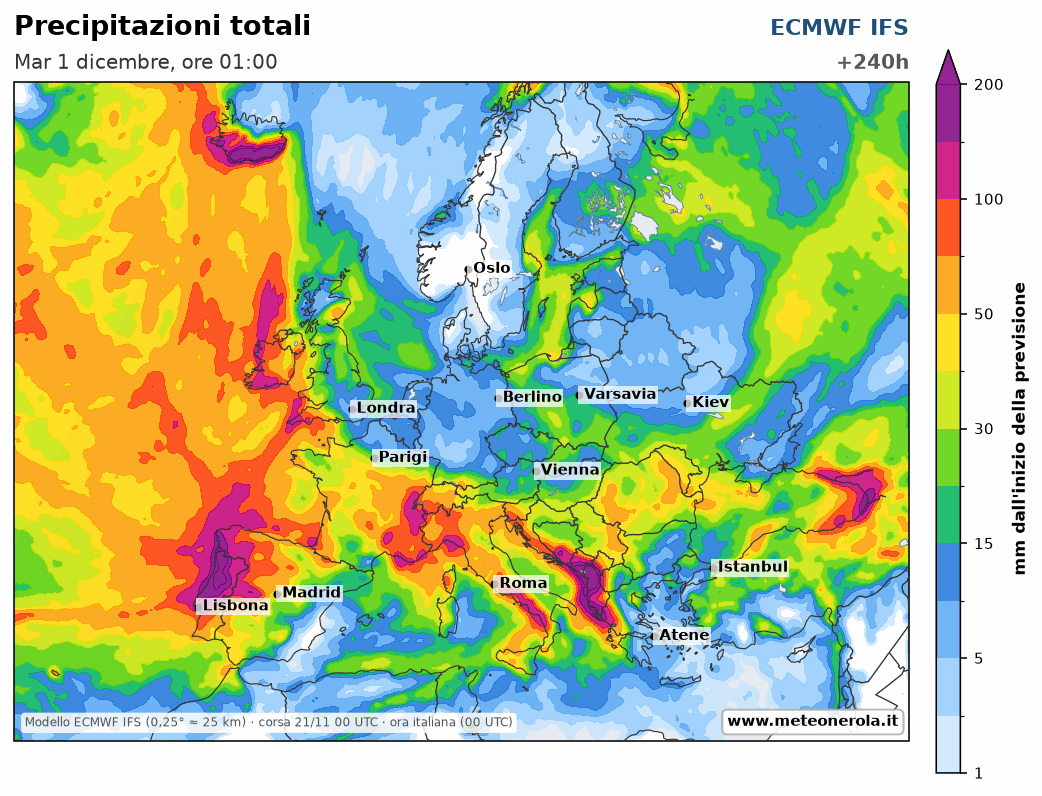 Precipitazioni totali
ECMWF IFS
Mar 1 dicembre, ore 01:00
+240h
200
100
50
30
15
5
1
mm dall'inizio della previsione
Oslo
Londra
Berlino
Varsavia
Kiev
Parigi
Vienna
Istanbul
Roma
Madrid
Lisbona
Atene
Modello ECMWF IFS (0,25° ≈ 25 km) · corsa 21/11 00 UTC · ora italiana (00 UTC)
www.meteonerola.it